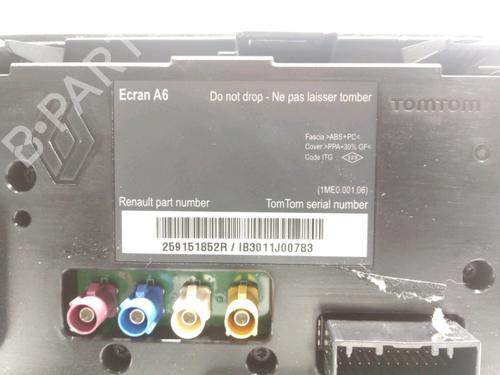 Ecran A6
Do not drop - Ne pas laisser tomber
TOMTOM
Fascia >ABS+PC<
Cover >PPA+30% GF<
Code ITG :
(1ME0.001.06)
Renault part number
TomTom serial number
259151852R / IB3011J00783
B-PARTS